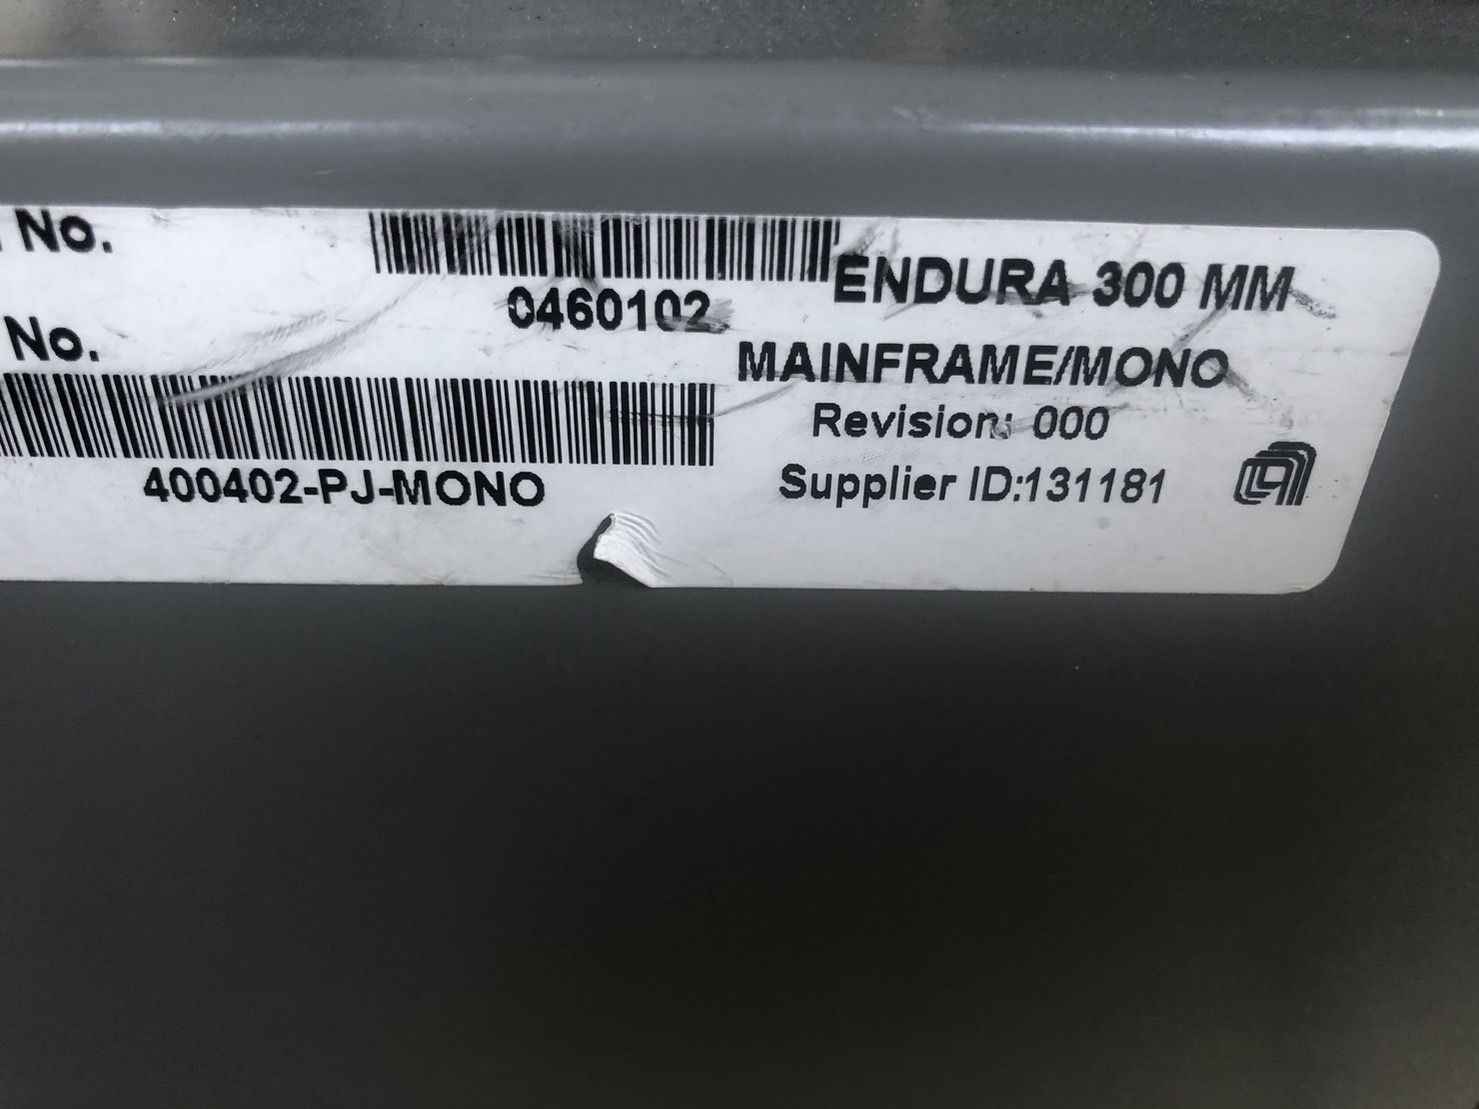 No.
0460102
No.
400402-PJ-MONO
ENDURA 300 MM
MAINFRAME/MONO
Revision: 000
Supplier ID:131181